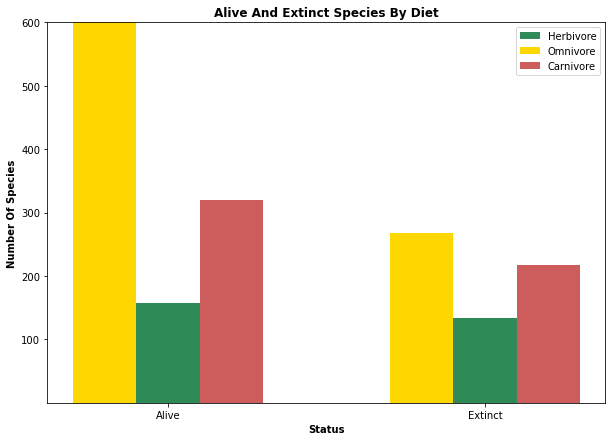 Alive And Extinct Species By Diet
Herbivore
Omnivore
Carnivore
600
500
400
300
200
100
Number Of Species
Alive
Extinct
Status